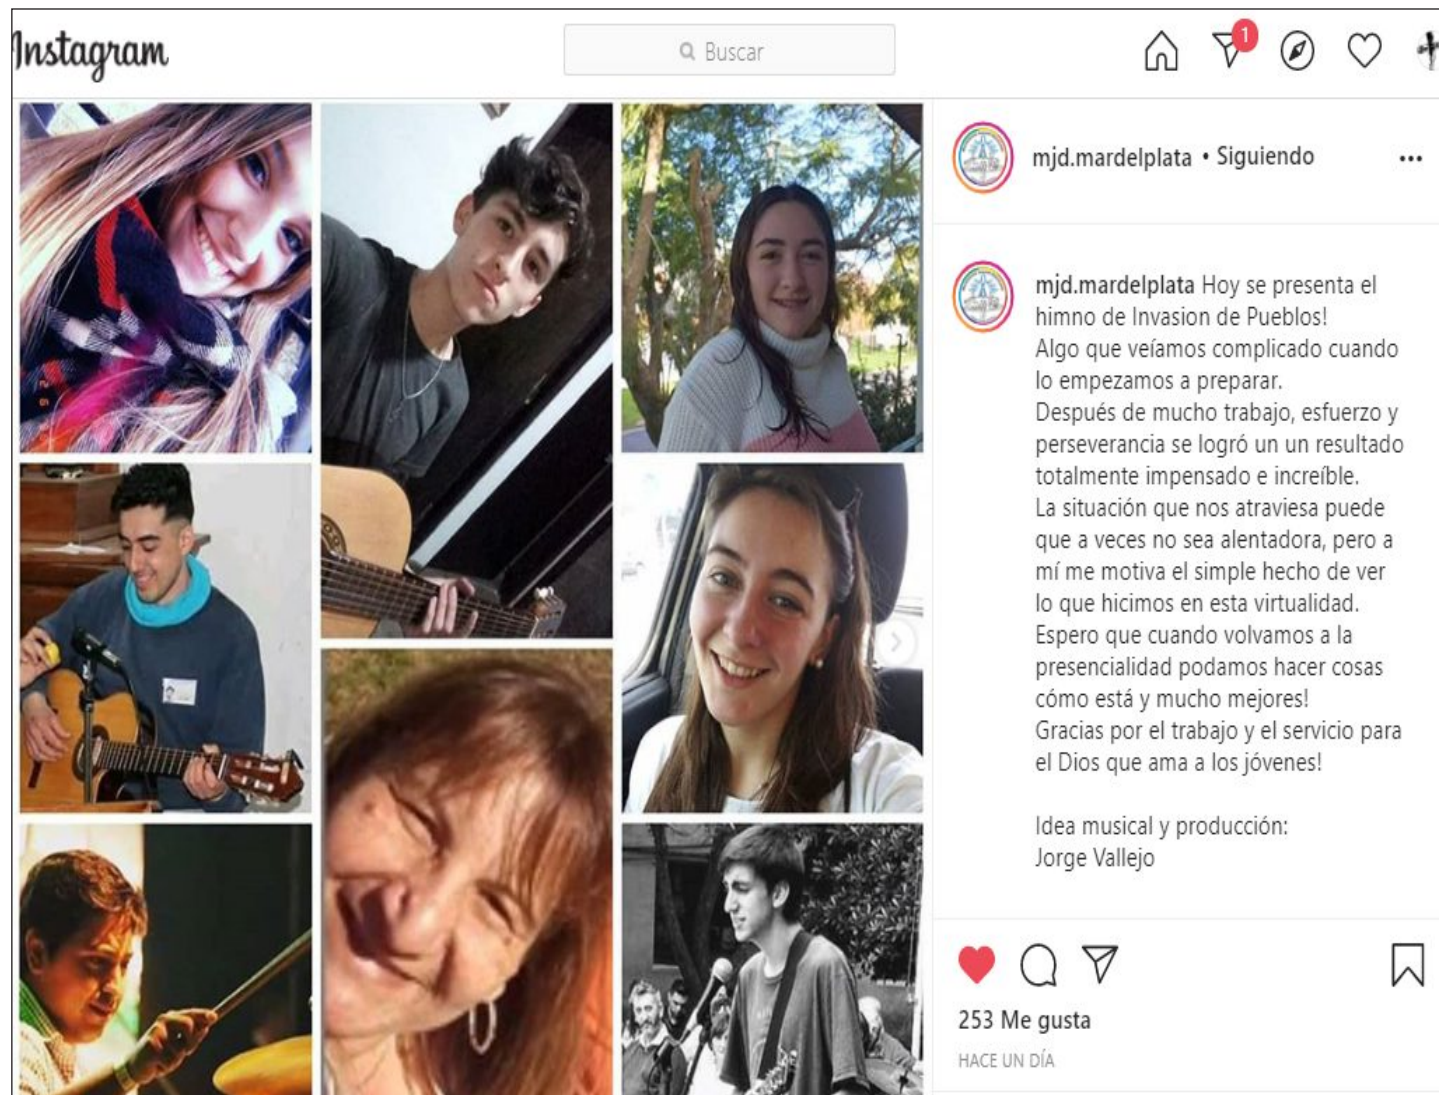 Instagram
Buscar
1
mjd.mardelplata • Siguiendo
mjd.mardelplata Hoy se presenta el
himno de Invasion de Pueblos!
Algo que veíamos complicado cuando
lo empezamos a preparar.
Después de mucho trabajo, esfuerzo y
perseverancia se logró un un resultado
totalmente impensado e increíble.
La situación que nos atraviesa puede
que a veces no sea alentadora, pero a
mí me motiva el simple hecho de ver
lo que hicimos en esta virtualidad.
Espero que cuando volvamos a la
presencialidad podamos hacer cosas
cómo está y mucho mejores!
Gracias por el trabajo y el servicio para
el Dios que ama a los jóvenes!
Idea musical y producción:
Jorge Vallejo
253 Me gusta
HACE UN DÍA